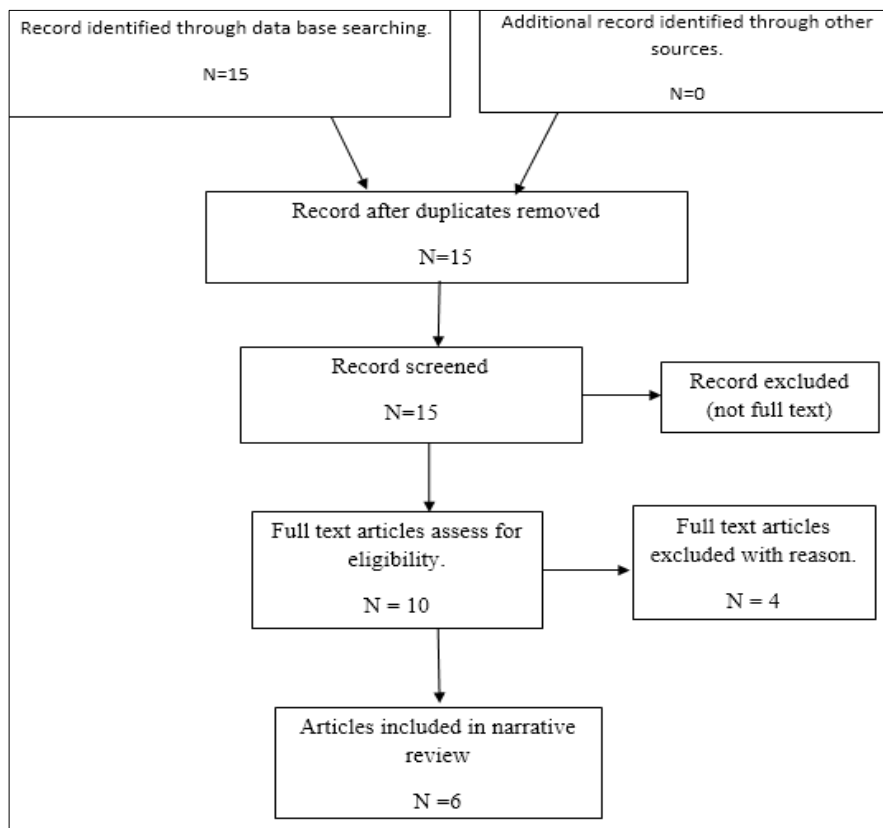 Record identified through data base searching.
N=15
Additional record identified through other
sources.
N=0
Record after duplicates removed
N=15
Record screened
N=15
Record excluded
(not full text)
Full text articles assess for
eligibility.
N = 10
Full text articles
excluded with reason.
N = 4
Articles included in narrative
review
N =6